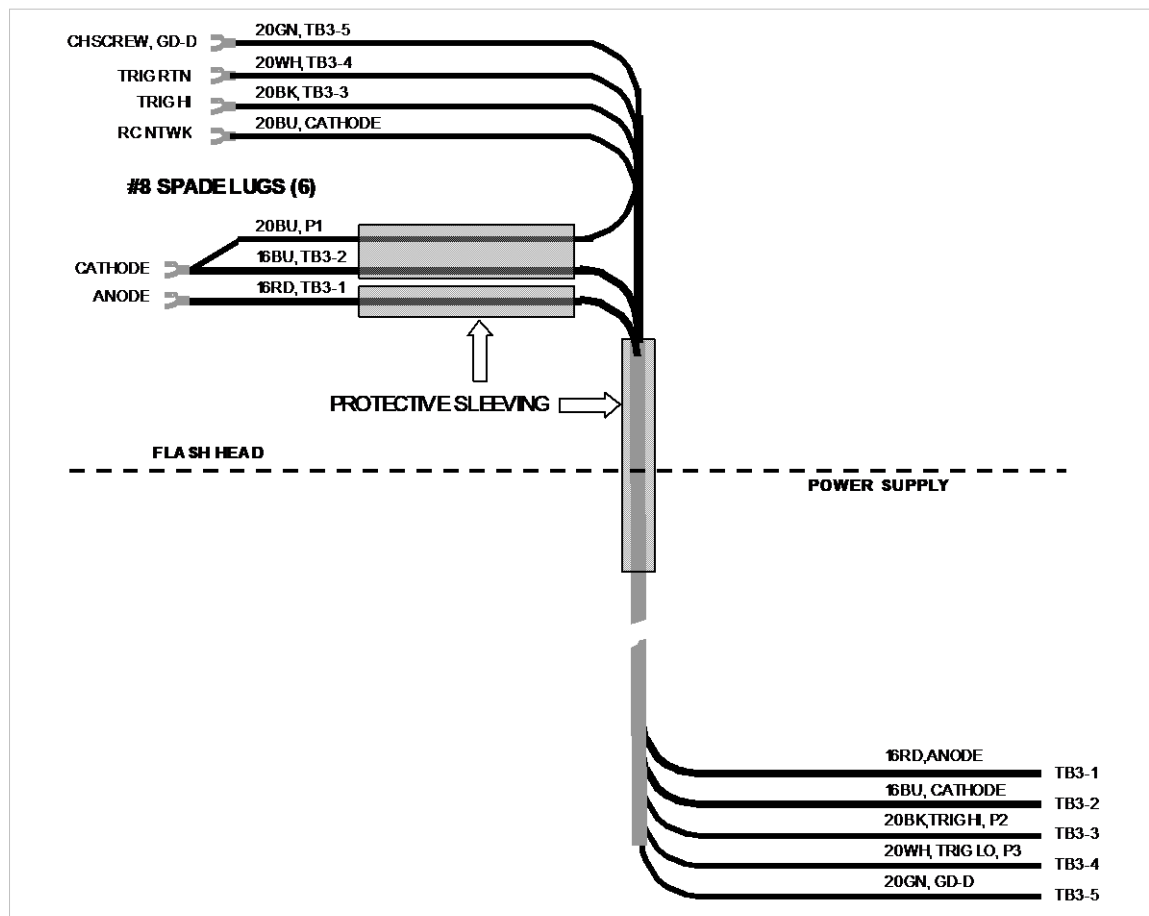 20GN, TB3-5
CHSCREW, GD-D
20WH, TB3-4
TRIG RTN
20BK, TB3-3
TRIG HI
20BU, CATHODE
RC NTWK
#8 SPADE LUGS (6)
20BU, P1
16BU, TB3-2
CATHODE
16RD, TB3-1
ANODE
PROTECTIVE SLEEVING
FLASH HEAD
POWER SUPPLY
16RD,ANODE
TB3-1
16BU, CATHODE
TB3-2
20BK,TRIG HI, P2
TB3-3
20WH, TRIG LO, P3
TB3-4
20GN, GD-D
TB3-5